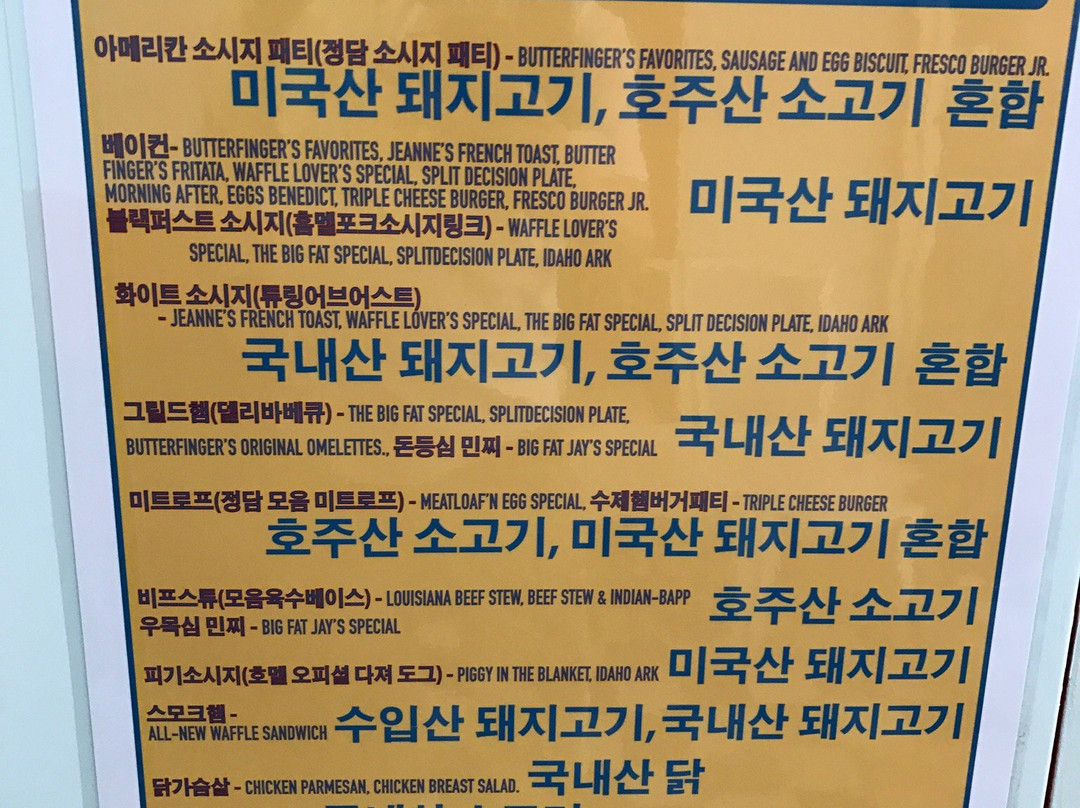 아메리칸 소시지 패티(정담 소시지 패티) - BUTTERFINGER'S FAVORITES, SAUSAGE AND EGG BISCUIT, FRESCO BURGER JR.
미국산 돼지고기, 호주산 소고기 혼합
베이컨- BUTTERFINGER'S FAVORITES, JEANNE'S FRENCH TOAST, BUTTER
FINGER'S FRITATA, WAFFLE LOVER'S SPECIAL, SPLIT DECISION PLATE,
MORNING AFTER, EGGS BENEDICT, TRIPLE CHEESE BURGER, FRESCO BURGER JR.
미국산 돼지고기
블랙퍼스트 소시지(홈멜포크소시지링크) - WAFFLE LOVER'S
SPECIAL, THE BIG FAT SPECIAL, SPLITDECISION PLATE, IDAHO ARK
화이트 소시지(튜링어브어스트)
- JEANNE'S FRENCH TOAST, WAFFLE LOVER'S SPECIAL, THE BIG FAT SPECIAL, SPLIT DECISION PLATE, IDAHO ARK
국내산 돼지고기, 호주산 소고기 혼합
그릴드햄(델리바베큐) - THE BIG FAT SPECIAL, SPLITDECISION PLATE,
BUTTERFINGER'S ORIGINAL OMELETTES., 돈등심 민찌 - BIG FAT JAY'S SPECIAL
국내산 돼지고기
미트로프(정담 모음 미트로프) - MEATLOAF'N EGG SPECIAL, 수제햄버거패티 - TRIPLE CHEESE BURGER
호주산 소고기, 미국산 돼지고기 혼합
비프스튜(모음육수베이스) - LOUISIANA BEEF STEW, BEEF STEW & INDIAN-BAPP
호주산 소고기
우목심 민찌 - BIG FAT JAY'S SPECIAL
피기소시지(호멜 오피셜 다져 도그) - PIGGY IN THE BLANKET, IDAHO ARK 미국산 돼지고기
스모크햄 -
ALL-NEW WAFFLE SANDWICH 수입산 돼지고기, 국내산 돼지고기
닭가슴살 - CHICKEN PARMESAN, CHICKEN BREAST SALAD. 국내산 닭